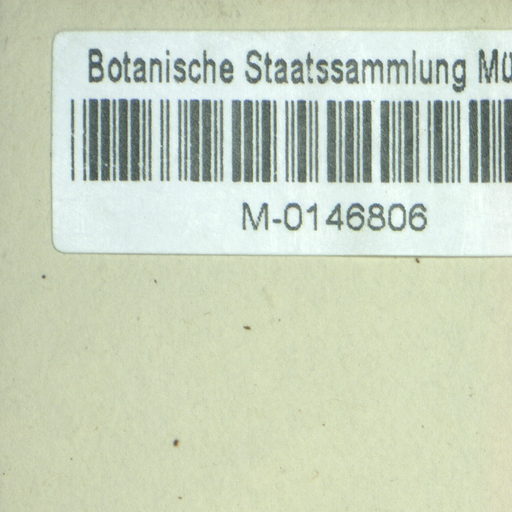 Botanische Staatssammlung Mü
M-0146806